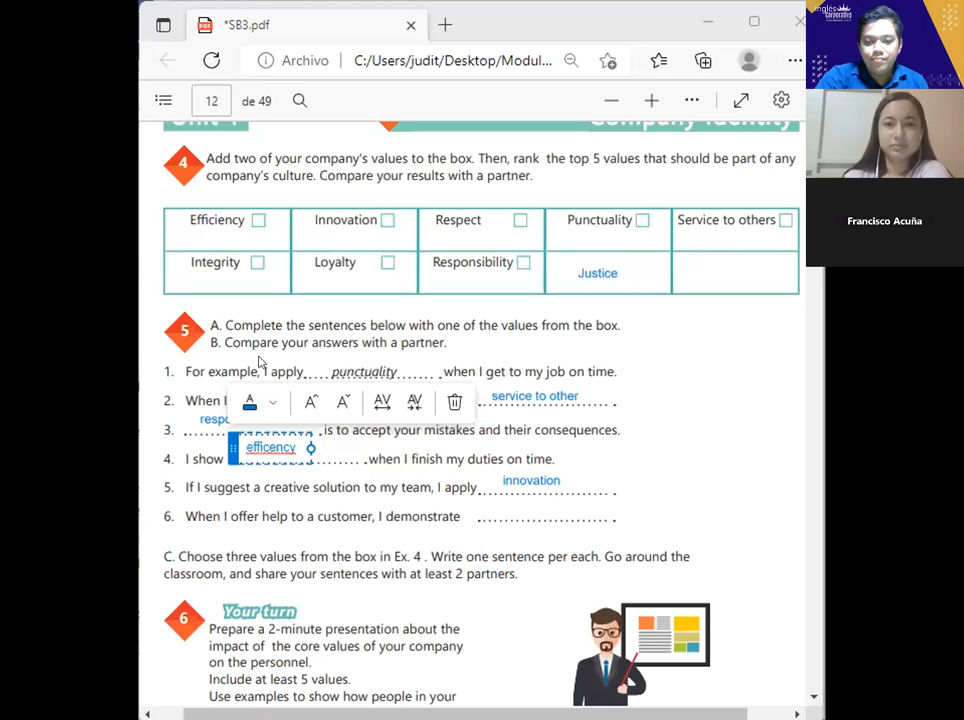 *SB3.pdf
Archivo
C:/Users/judit/Desktop/Modul...
12
de 49
Inglés
corporativo
Francisco Acuña
Unit 1
Company Identity
4
Add two of your company's values to the box. Then, rank the top 5 values that should be part of any
company's culture. Compare your results with a partner.
Efficiency
Innovation
Respect
Punctuality
Service to others
Integrity
Loyalty
Responsibility
Justice
5
A. Complete the sentences below with one of the values from the box.
B. Compare your answers with a partner.
1. For example, I apply punctuality when I get to my job on time.
2. When I service to other
respo
3. is to accept your mistakes and their consequences.
efficency
4. I show when I finish my duties on time.
5. If I suggest a creative solution to my team, I apply innovation
6. When I offer help to a customer, I demonstrate
C. Choose three values from the box in Ex. 4 . Write one sentence per each. Go around the
classroom, and share your sentences with at least 2 partners.
6
Your turn
Prepare a 2-minute presentation about the
impact of the core values of your company
on the personnel.
Include at least 5 values.
Use examples to show how people in your